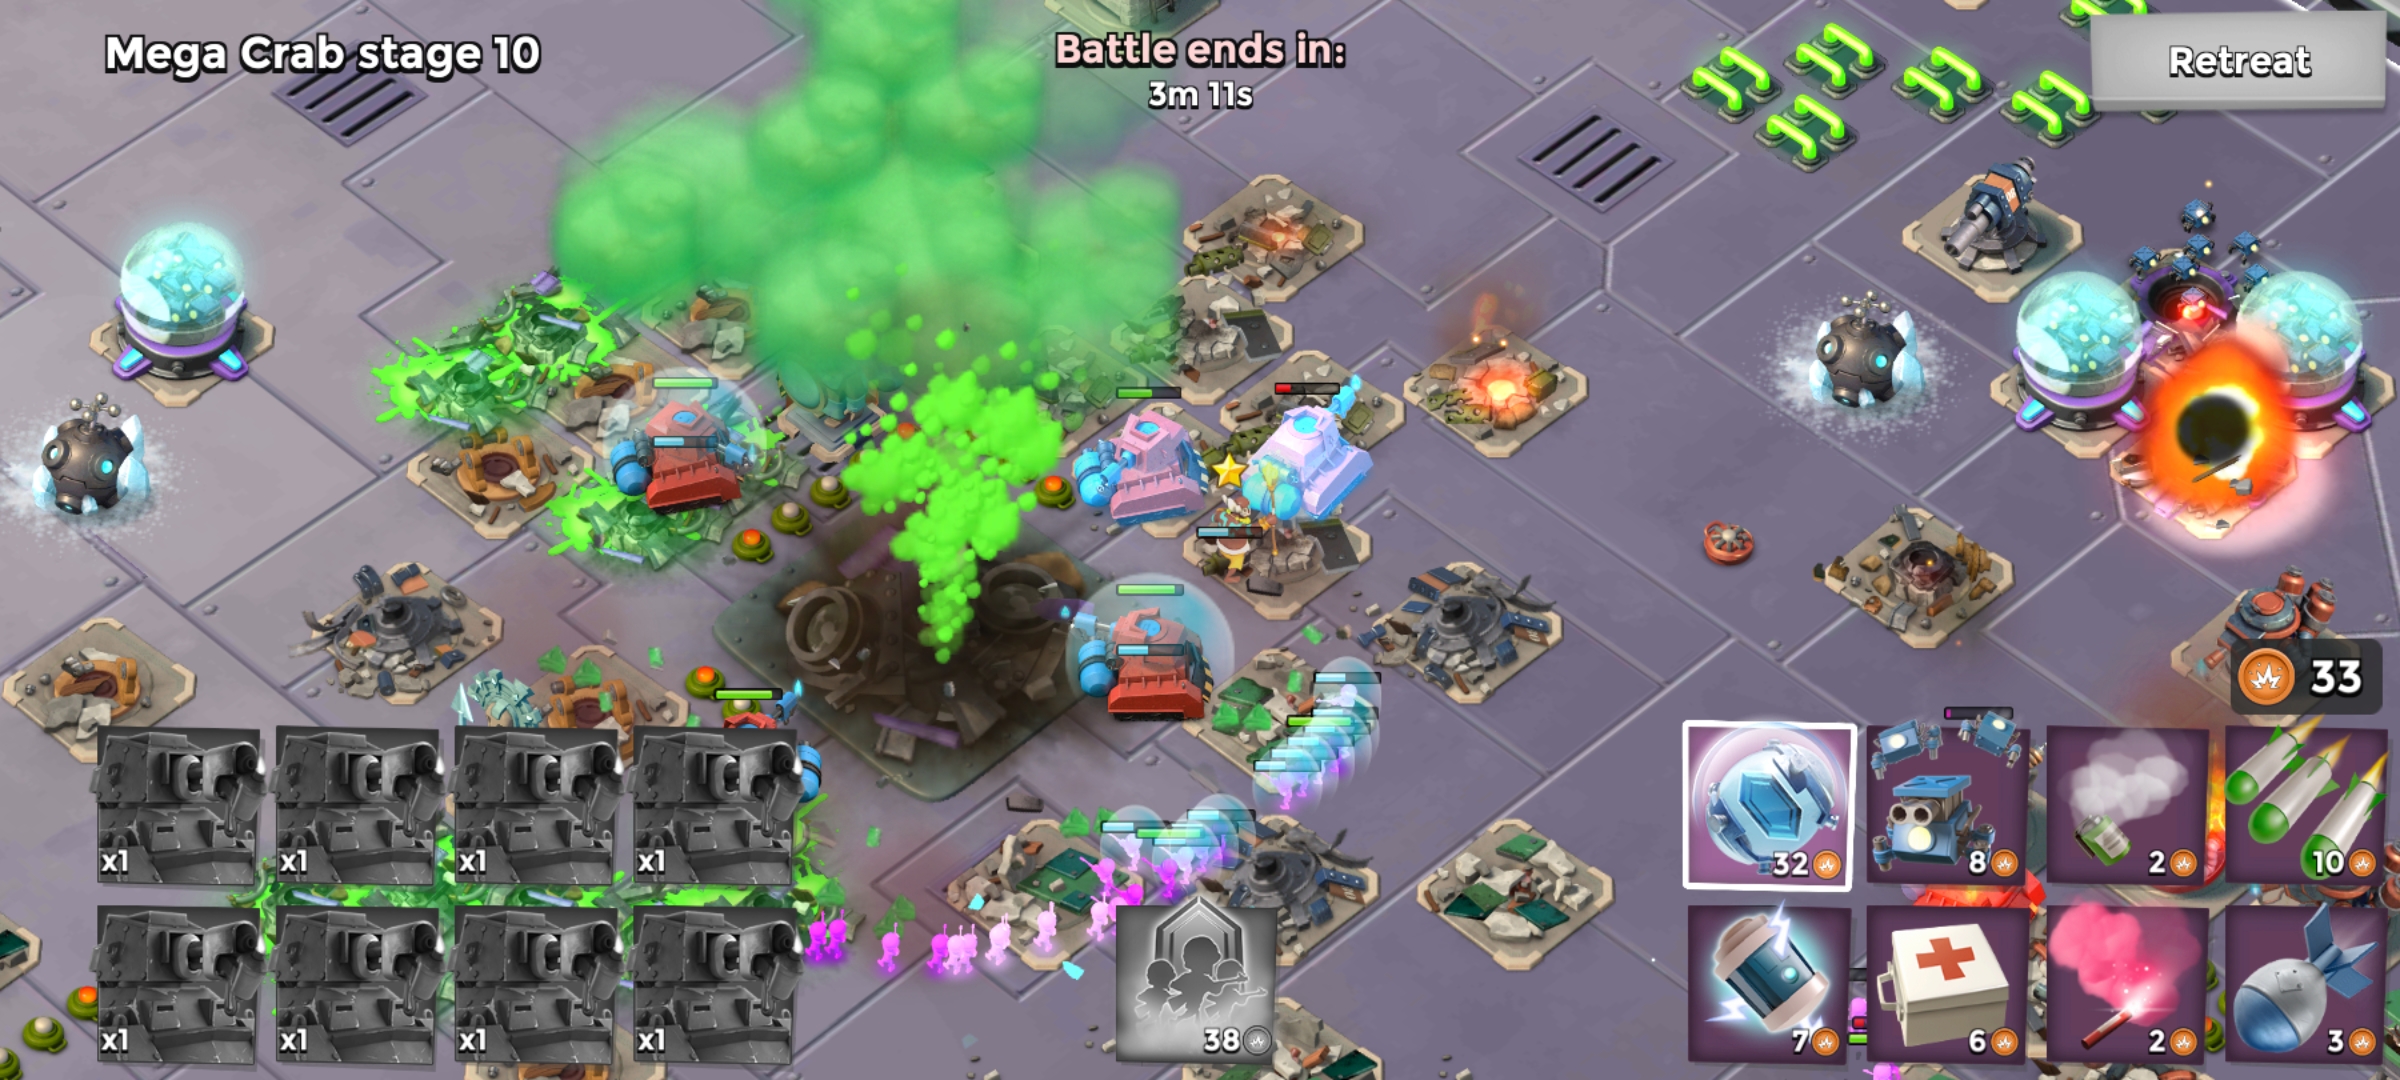 Mega Crab stage 10
Battle ends in:
3m 11s
Retreat
33
x1
x1
x1
x1
32
8
2
10
x1
x1
x1
x1
38
7
6
2
3